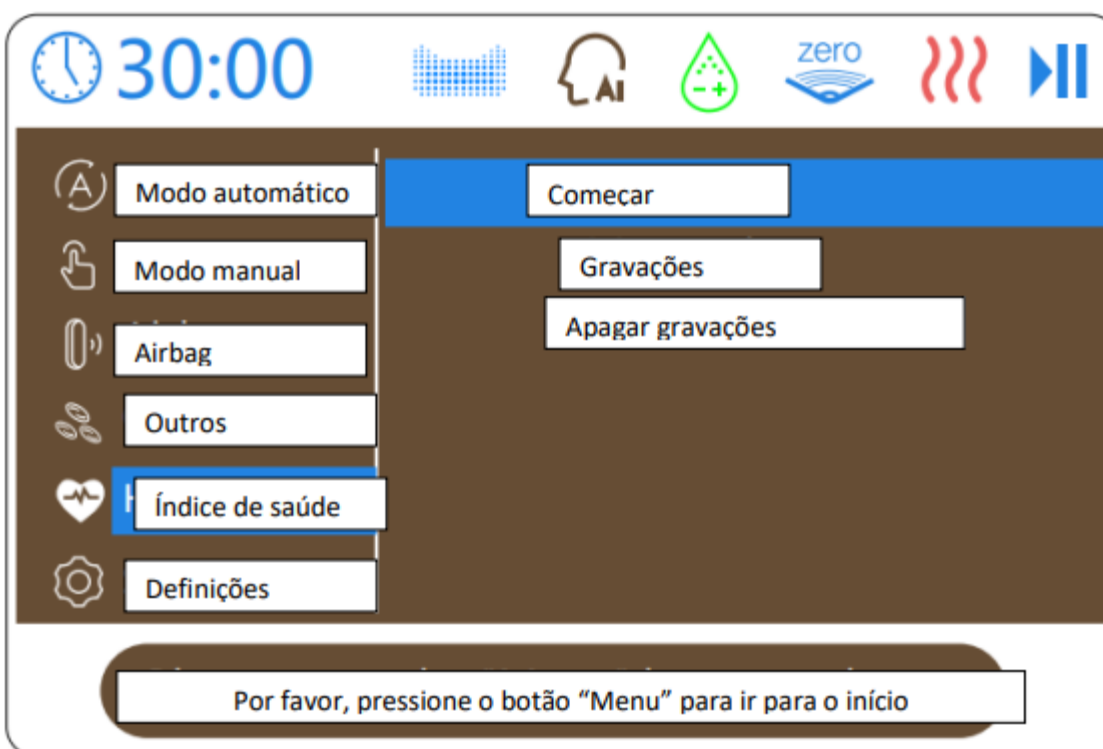 30:00
AI
zero
Modo automático
Começar
Modo manual
Gravações
Apagar gravações
Airbag
Outros
Índice de saúde
Definições
Por favor, pressione o botão “Menu” para ir para o início